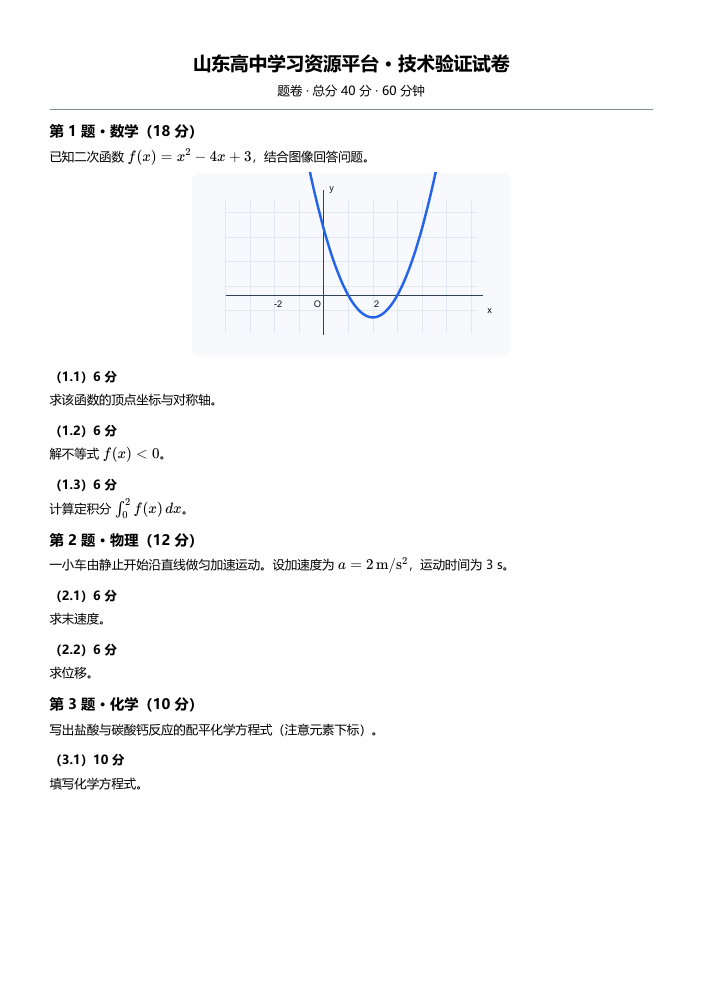 山东高中学习资源平台·技术验证试卷
题卷 · 总分 40 分 · 60 分钟
第 1 题·数学（18 分）
已知二次函数 f(x) = x² − 4x + 3，结合图像回答问题。
y
-2 O 2
x
（1.1）6 分
求该函数的顶点坐标与对称轴。
（1.2）6 分
解不等式 f(x) < 0。
（1.3）6 分
计算定积分 ∫₀² f(x) dx。
第 2 题·物理（12 分）
一小车由静止开始沿直线做匀加速运动。设加速度为 a = 2 m/s²，运动时间为 3 s。
（2.1）6 分
求末速度。
（2.2）6 分
求位移。
第 3 题·化学（10 分）
写出盐酸与碳酸钙反应的配平化学方程式（注意元素下标）。
（3.1）10 分
填写化学方程式。